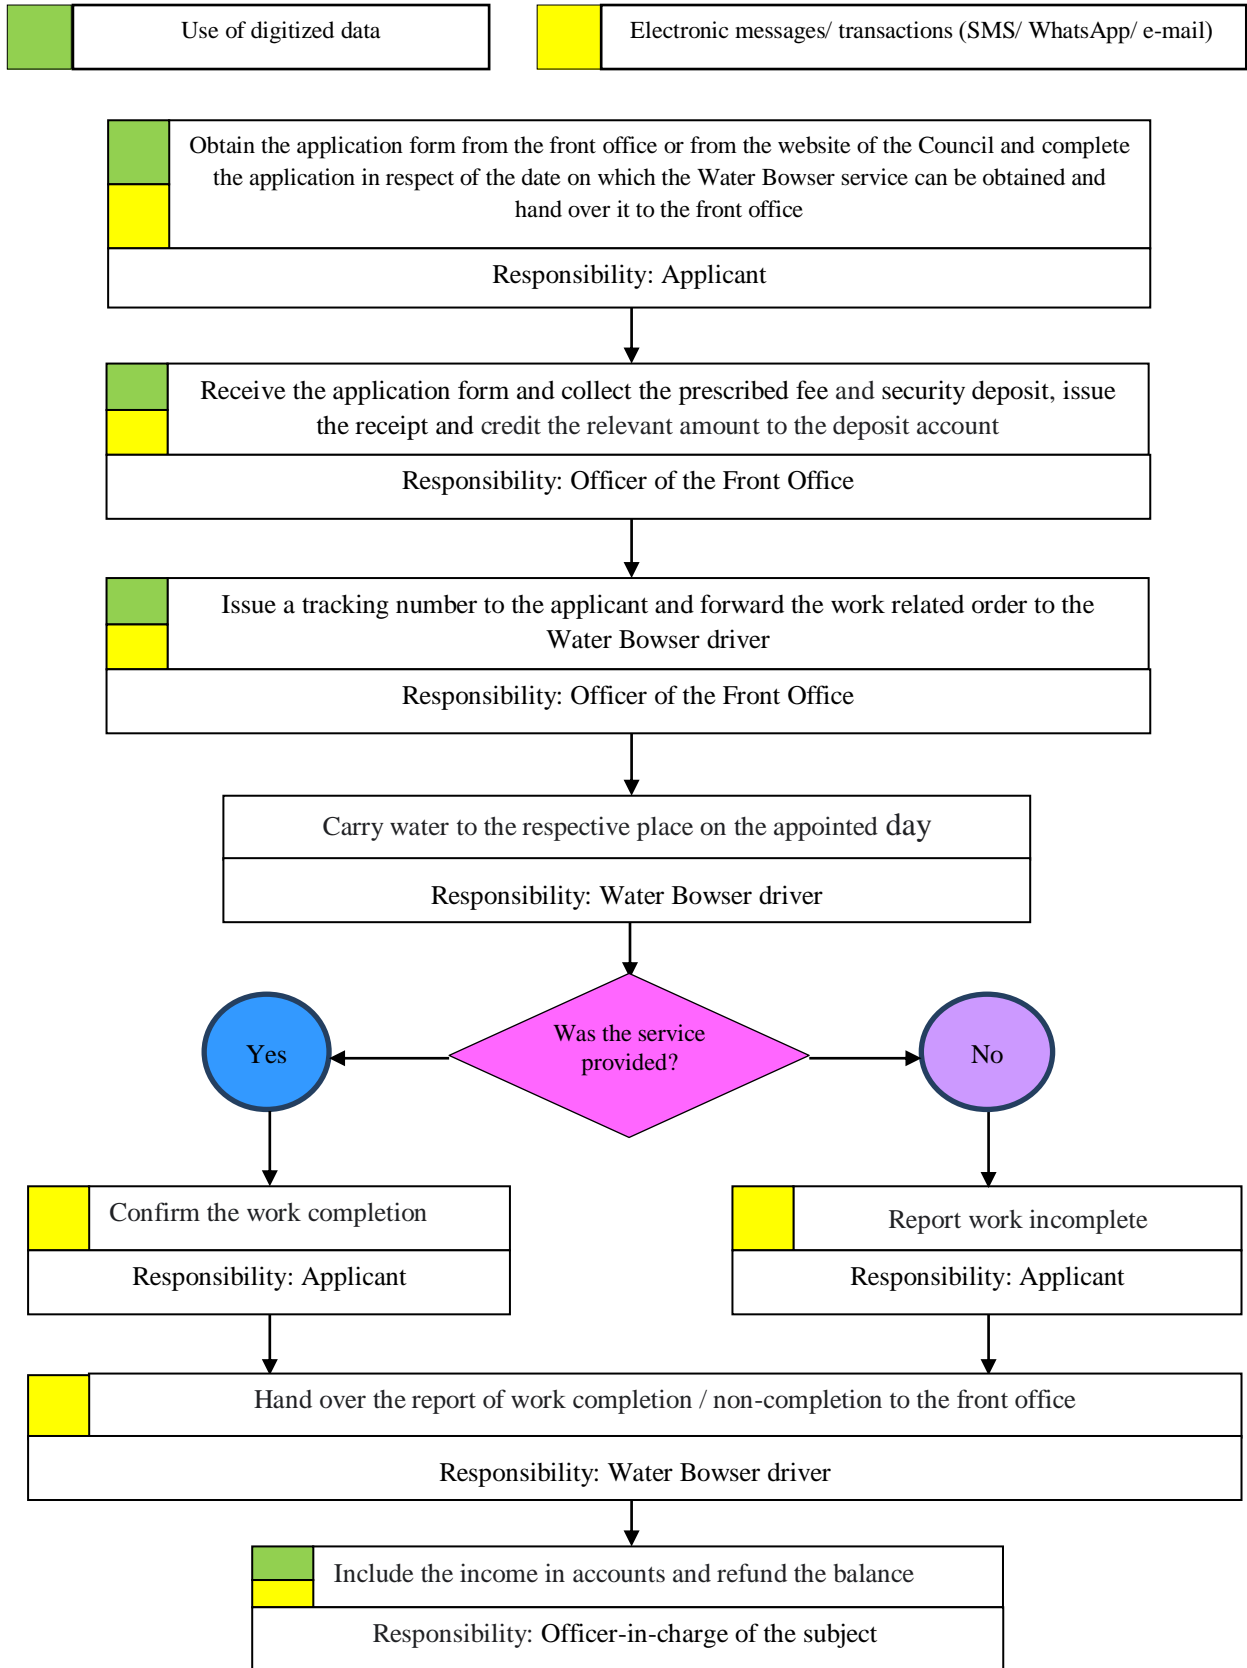 Use of digitized data
Electronic messages/ transactions (SMS/ WhatsApp/ e-mail)
Obtain the application form from the front office or from the website of the Council and complete
the application in respect of the date on which the Water Bowser service can be obtained and
hand over it to the front office
Responsibility: Applicant
Receive the application form and collect the prescribed fee and security deposit, issue
the receipt and credit the relevant amount to the deposit account
Responsibility: Officer of the Front Office
Issue a tracking number to the applicant and forward the work related order to the
Water Bowser driver
Responsibility: Officer of the Front Office
Carry water to the respective place on the appointed day
Responsibility: Water Bowser driver
Was the service
provided?
Yes
No
Confirm the work completion
Responsibility: Applicant
Report work incomplete
Responsibility: Applicant
Hand over the report of work completion / non-completion to the front office
Responsibility: Water Bowser driver
Include the income in accounts and refund the balance
Responsibility: Officer-in-charge of the subject